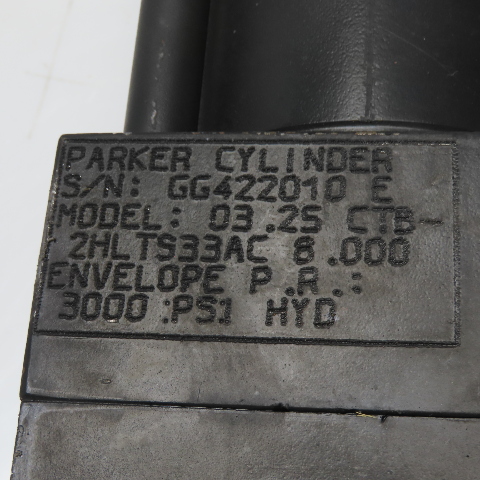 PARKER CYLINDER
S/N: GG422010 E
MODEL: 03.25 CTB-
2HLTS33AC 8.000
ENVELOPE P.R.:
3000 PSI HYD